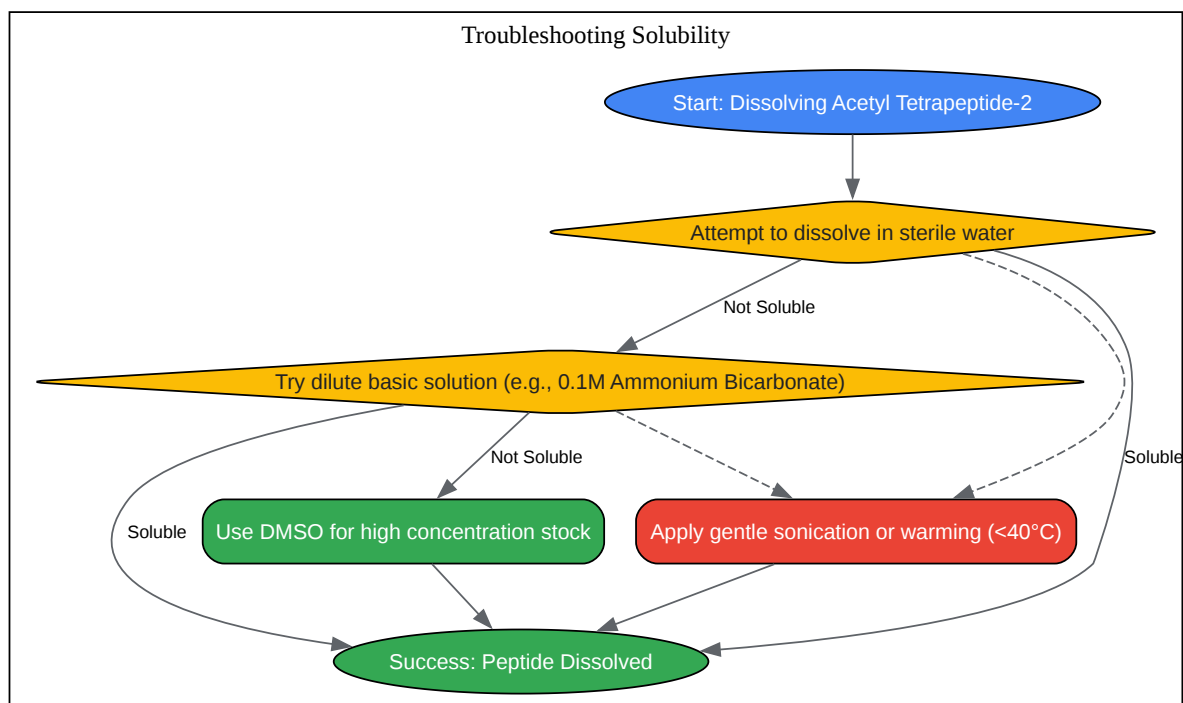 Troubleshooting Solubility
Start: Dissolving Acetyl Tetrapeptide-2
Attempt to dissolve in sterile water
Not Soluble
Try dilute basic solution (e.g., 0.1M Ammonium Bicarbonate)
Not Soluble
Soluble
Soluble
Use DMSO for high concentration stock
Apply gentle sonication or warming (<40°C)
Success: Peptide Dissolved